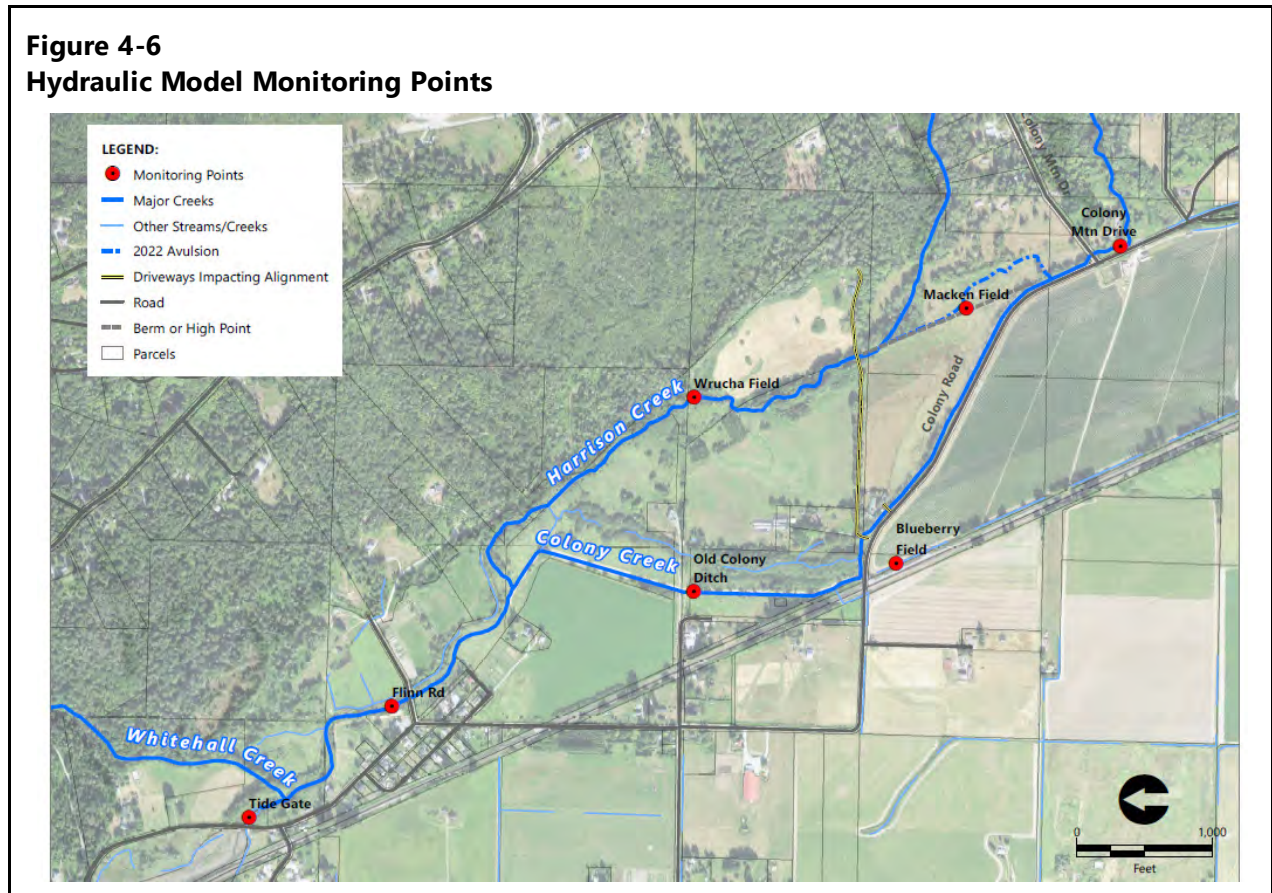 Figure 4-6
Hydraulic Model Monitoring Points
LEGEND:
Monitoring Points
Major Creeks
Other Streams/Creeks
2022 Avulsion
Driveways Impacting Alignment
Road
Berm or High Point
Parcels
Colony Mtn Dr
Colony
Mtn Drive
Macken Field
Wrucha Field
Colony Road
Harrison Creek
Blueberry
Field
Colony Creek
Old Colony
Ditch
Flinn Rd
Whitehall Creek
Tide Gate
0 1,000
Feet